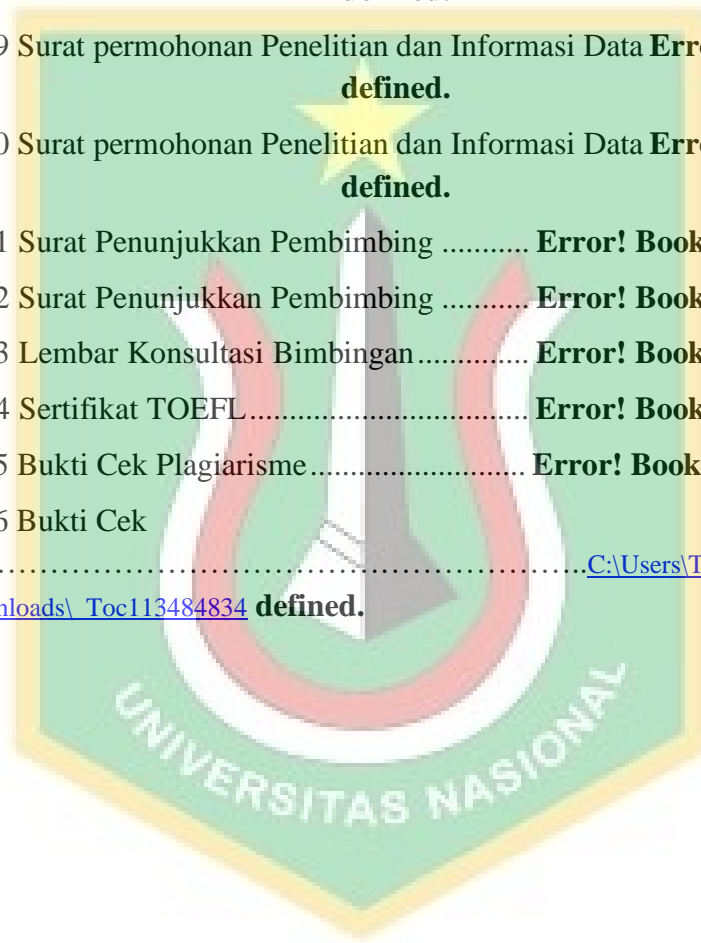 9 Surat permohonan Penelitian dan Informasi Data Erro
defined.
0 Surat permohonan Penelitian dan Informasi Data Erro
defined.
1 Surat Penunjukkan Pembimbing ........... Error! Book
2 Surat Penunjukkan Pembimbing ........... Error! Book
3 Lembar Konsultasi Bimbingan.............. Error! Book
4 Sertifikat TOEFL................................ Error! Book
5 Bukti Cek Plagiarisme........................ Error! Book
6 Bukti Cek
……………………………………………………..C:\Users\T
nloads\_Toc113484834 defined.
UNIVERSITAS NASIONAL